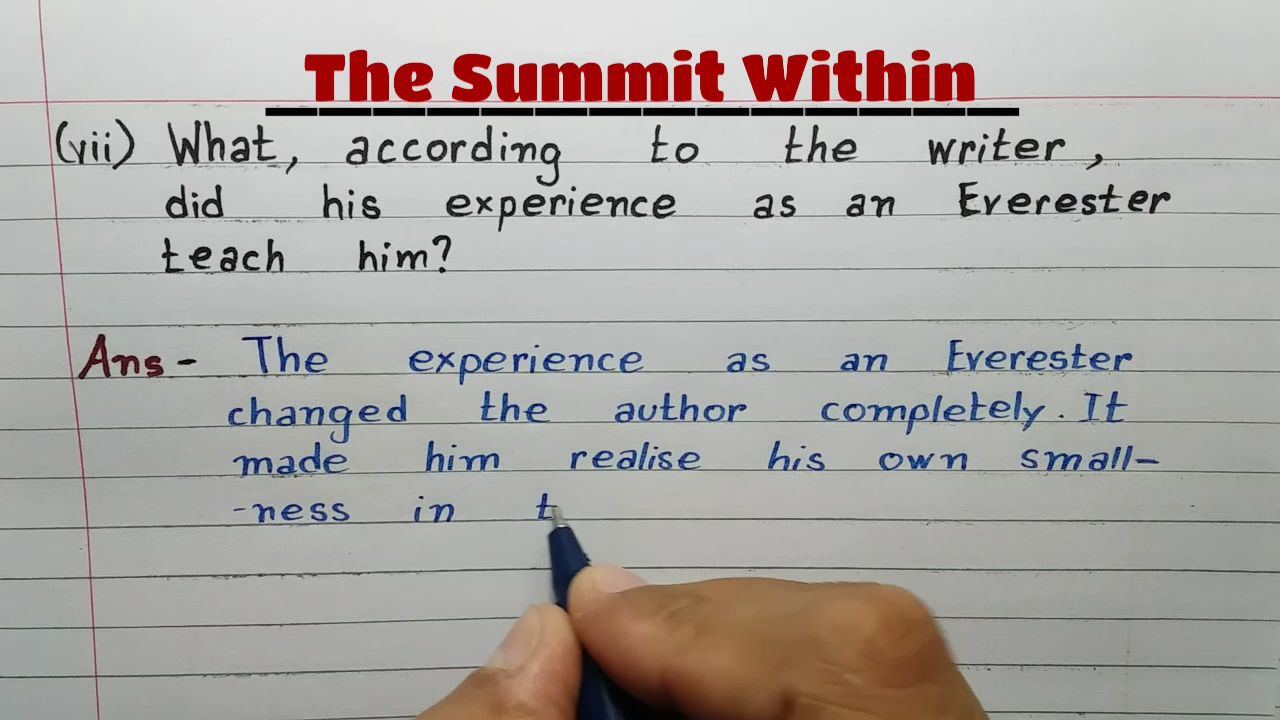 The Summit Within
(vii) What, according to the writer,
did his experience as an Everester
teach him?
Ans - The experience as an Everester
changed the author completely. It
made him realise his own small-
-ness in t